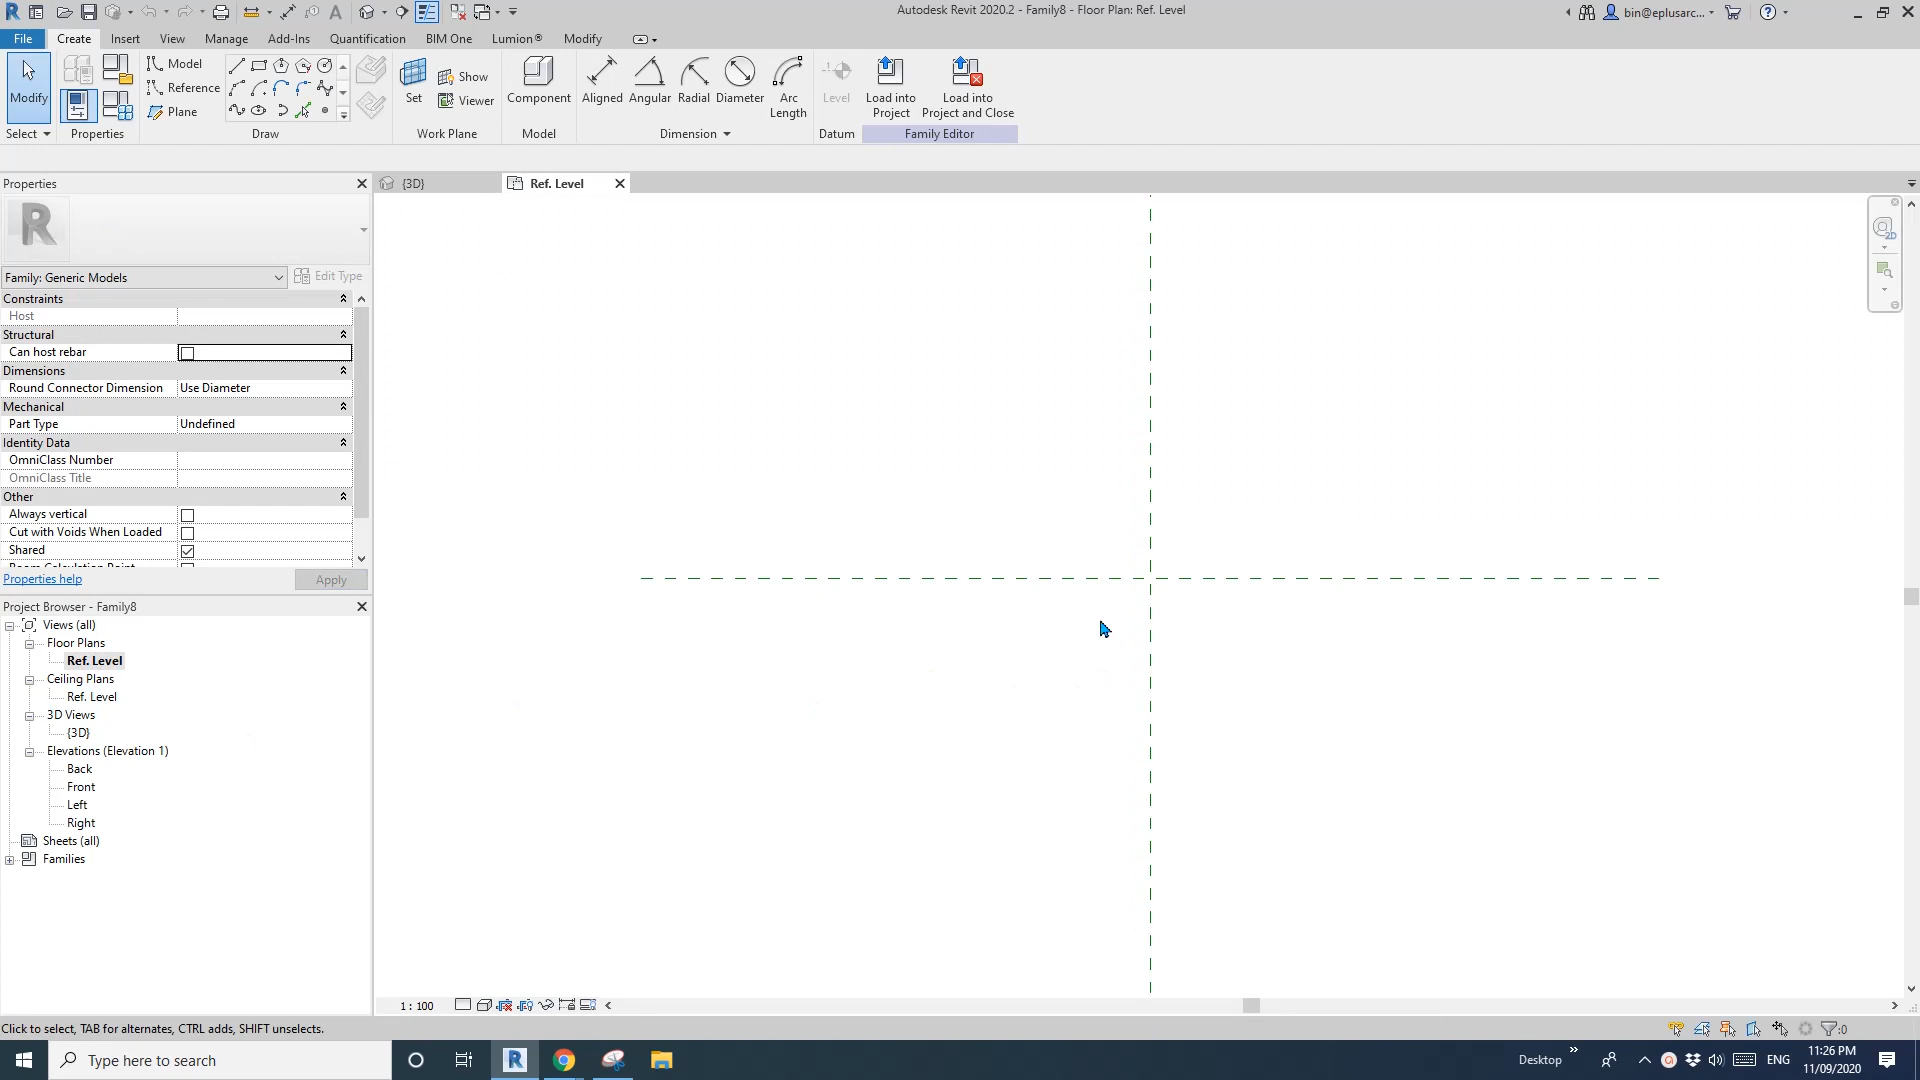 Autodesk Revit 2020.2 - Family8 - Floor Plan: Ref. Level
bin@eplusarc...
File Create Insert View Manage Add-Ins Quantification BIM One Lumion® Modify
Modify
Select
Properties
Model
Reference
Plane
Draw
Set
Show
Viewer
Work Plane
Component
Model
Aligned
Angular
Radial
Diameter
Arc
Length
Dimension
Level
Datum
Load into
Project
Load into
Project and Close
Family Editor
Properties
{3D}
Ref. Level
Family: Generic Models
Edit Type
Constraints
Host
Structural
Can host rebar
Dimensions
Round Connector Dimension Use Diameter
Mechanical
Part Type Undefined
Identity Data
OmniClass Number
OmniClass Title
Other
Always vertical
Cut with Voids When Loaded
Shared
Properties help
Apply
Project Browser - Family8
Views (all)
Floor Plans
Ref. Level
Ceiling Plans
Ref. Level
3D Views
{3D}
Elevations (Elevation 1)
Back
Front
Left
Right
Sheets (all)
Families
2D
1 : 100
Click to select, TAB for alternates, CTRL adds, SHIFT unselects.
:0
Type here to search
Desktop
ENG
11:26 PM
11/09/2020